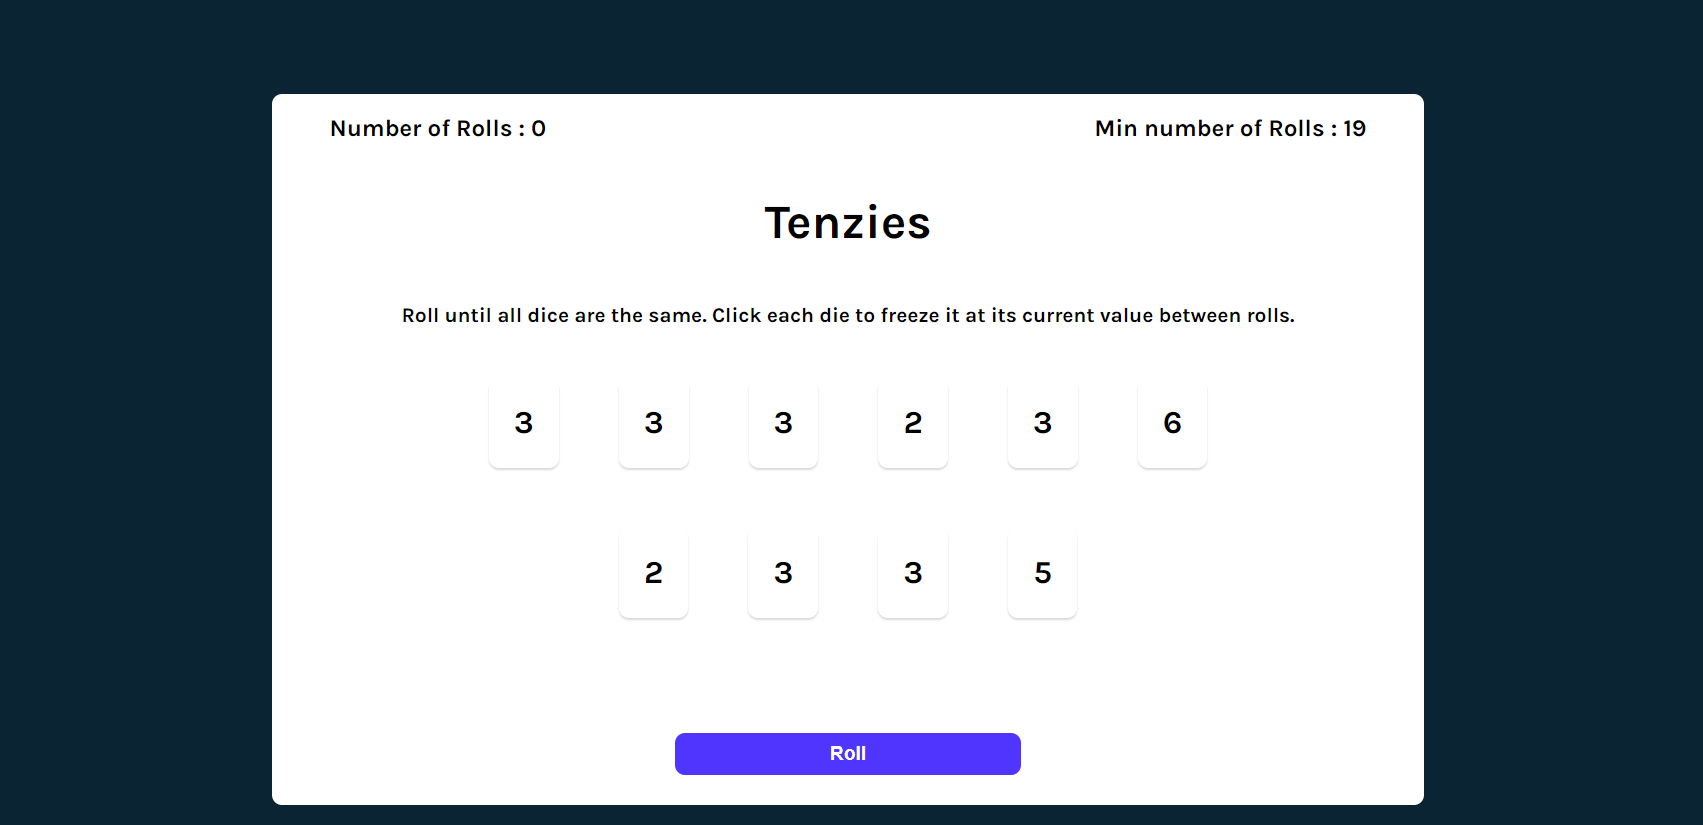 Number of Rolls : 0
Min number of Rolls : 19
Tenzies
Roll until all dice are the same. Click each die to freeze it at its current value between rolls.
3 3 3 2 3 6
2 3 3 5
Roll